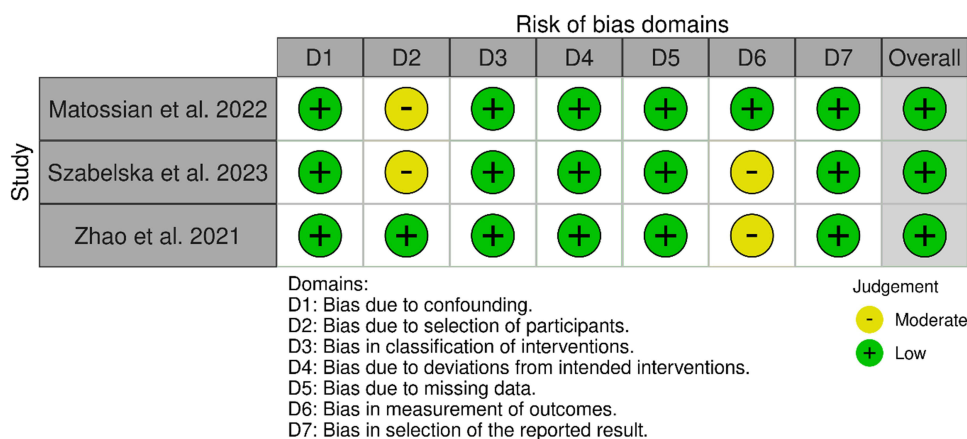 Risk of bias domains
D1 D2 D3 D4 D5 D6 D7 Overall
Study
Matossian et al. 2022 + - + + + + + +
Szabelska et al. 2023 + - + + + - + +
Zhao et al. 2021 + + + + + - + +
Domains:
D1: Bias due to confounding.
D2: Bias due to selection of participants.
D3: Bias in classification of interventions.
D4: Bias due to deviations from intended interventions.
D5: Bias due to missing data.
D6: Bias in measurement of outcomes.
D7: Bias in selection of the reported result.
Judgement
- Moderate
+ Low